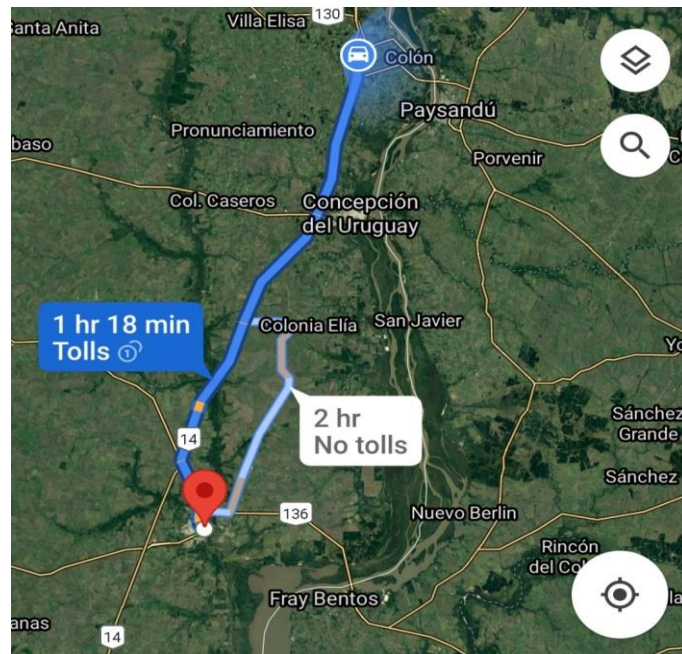 Santa Anita
Villa Elisa
130
Colón
Paysandú
Pronunciamiento
baso
Porvenir
Col. Caseros
Concepción
del Uruguay
1 hr 18 min
Tolls
Colonia Elía
San Javier
2 hr
No tolls
Sánchez
Grande
14
Sánchez
136
Nuevo Berlin
Rincón
Fray Bentos
anas
14